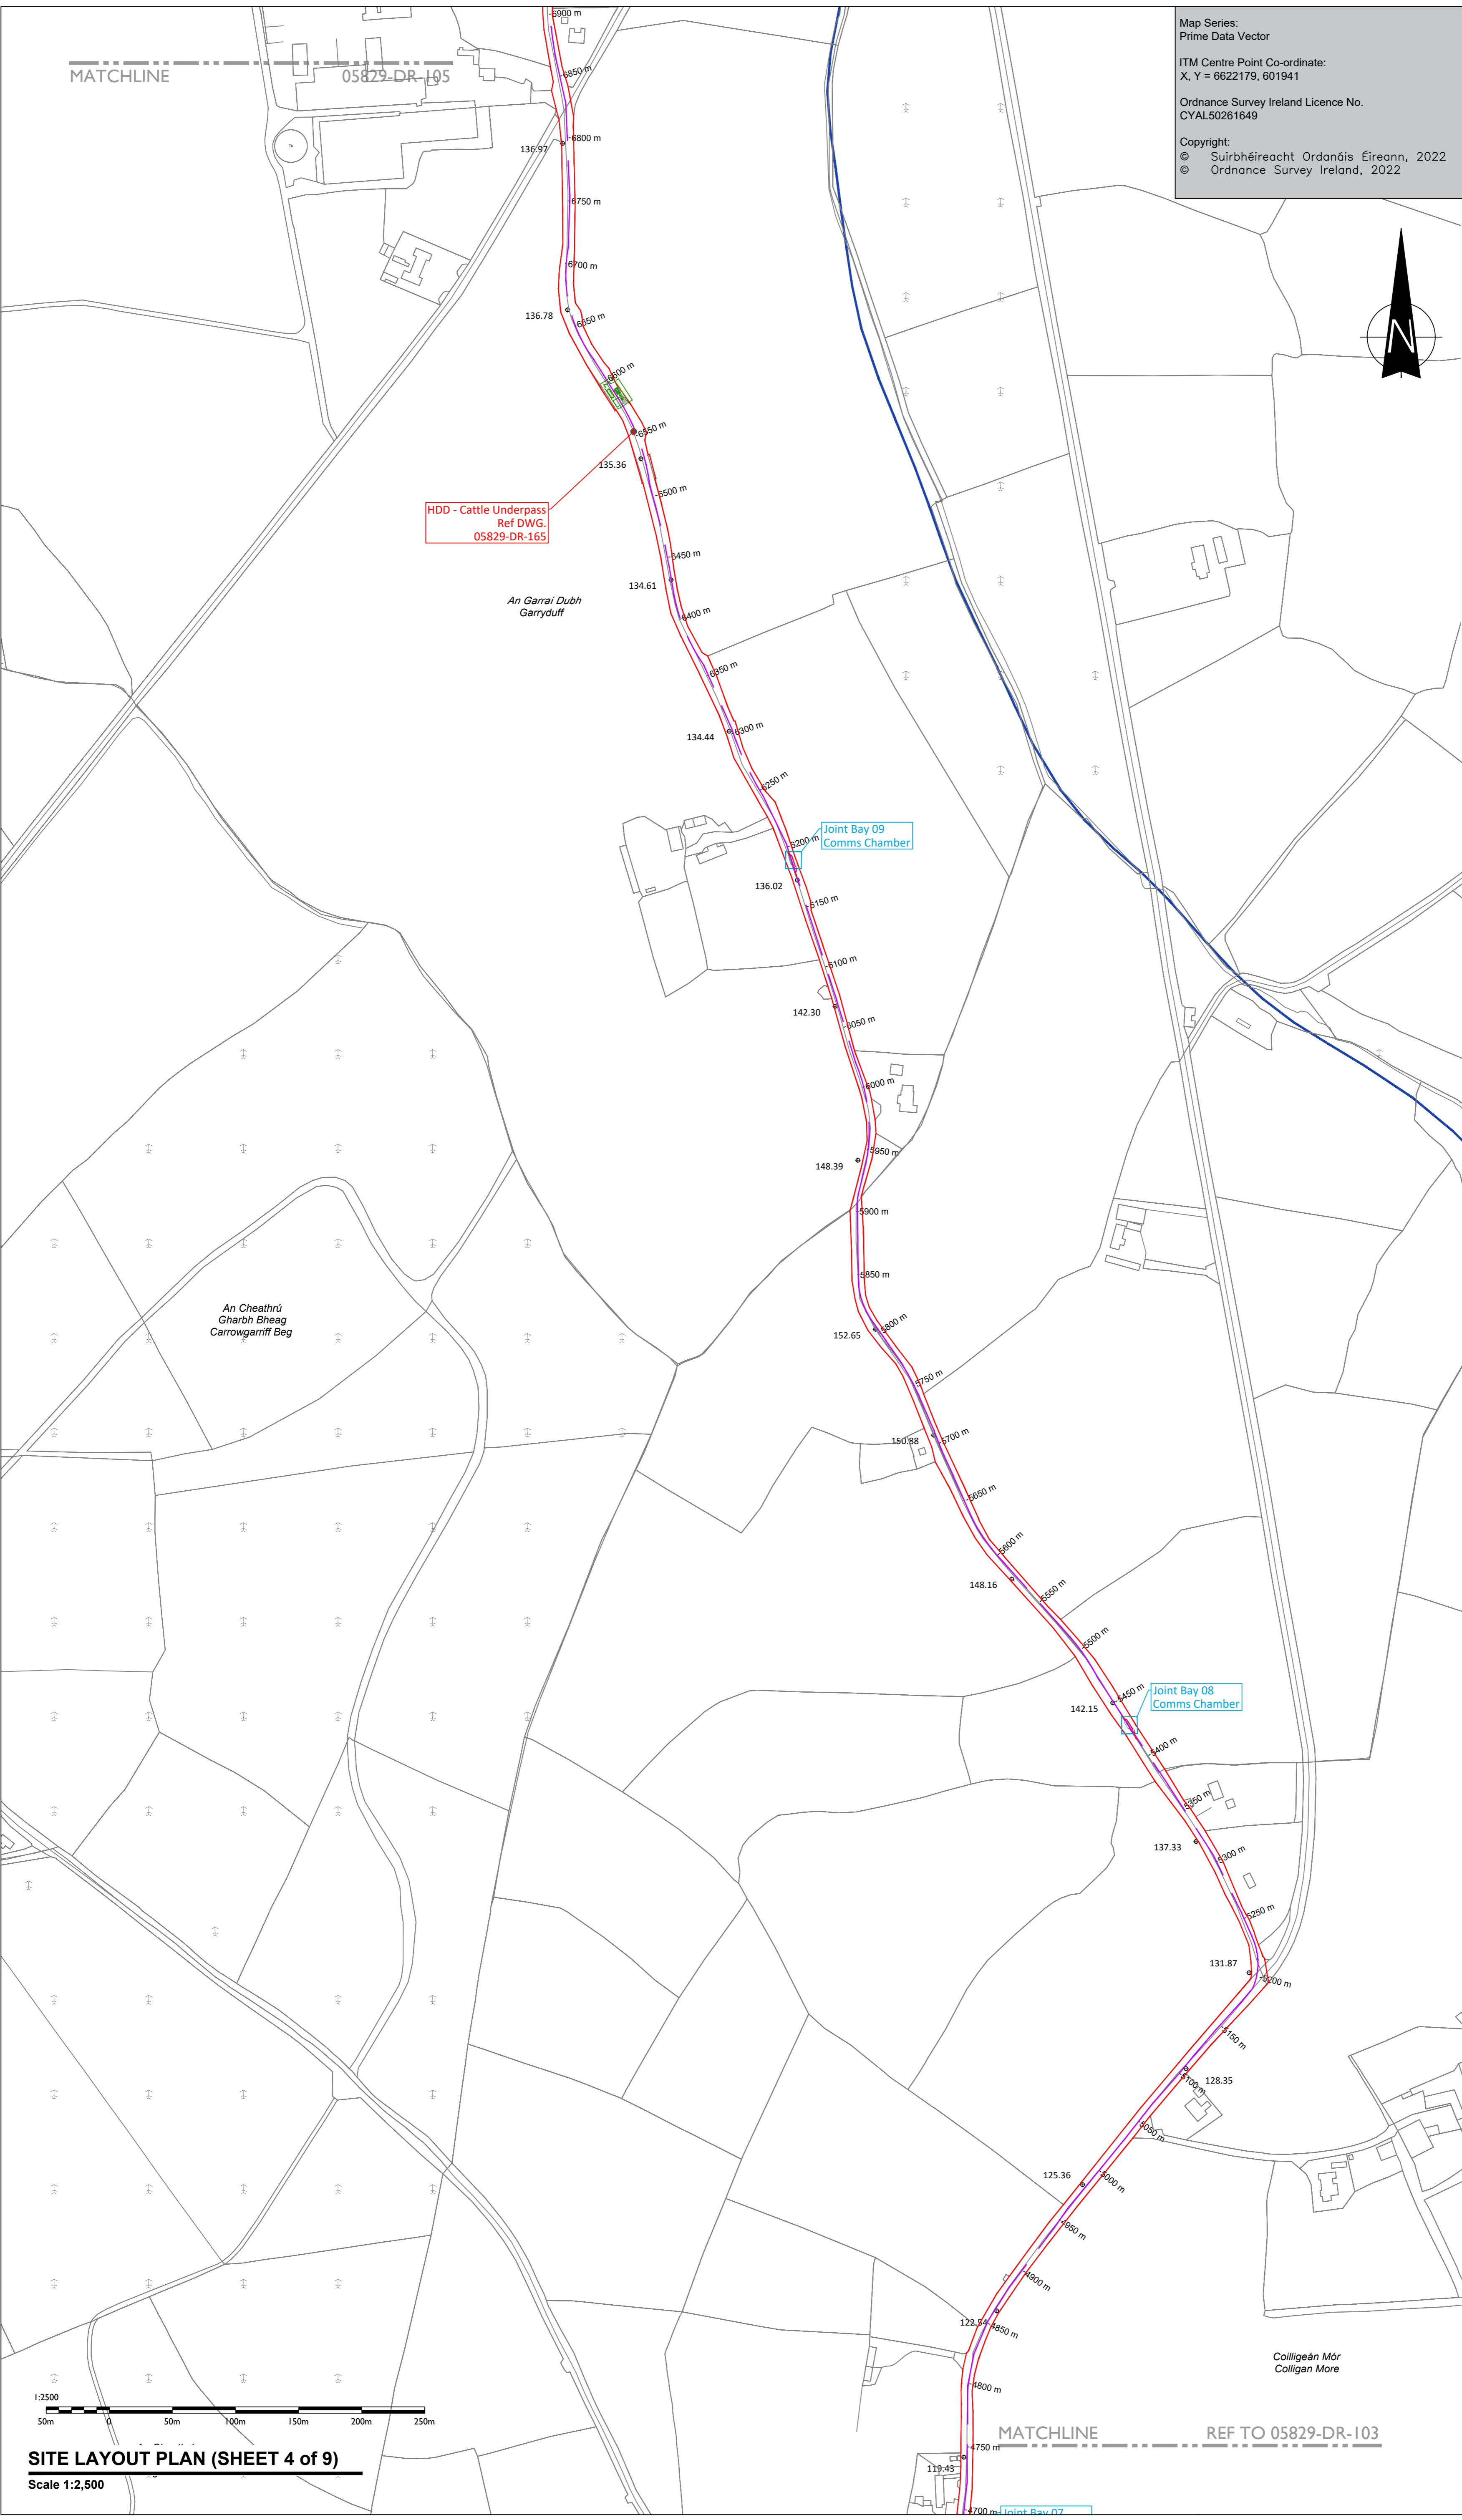 Map Series:
Prime Data Vector
ITM Centre Point Co-ordinate:
X, Y = 6622179, 601941
Ordnance Survey Ireland Licence No.
CYAL50261649
Copyright:
© Suirbhéireacht Ordanáis Éireann, 2022
© Ordnance Survey Ireland, 2022
MATCHLINE 05829-DR-105
N
6900 m
6850 m
6800 m
136.97
6750 m
6700 m
136.78
6650 m
6600 m
6550 m
135.36
6500 m
HDD - Cattle Underpass
Ref DWG.
05829-DR-165
6450 m
134.61
An Garraí Dubh
Garryduff
6400 m
6350 m
134.44
6300 m
6250 m
Joint Bay 09
Comms Chamber
6200 m
136.02
6150 m
6100 m
142.30
6050 m
6000 m
5950 m
148.39
5900 m
5850 m
An Cheathrú
Gharbh Bheag
Carrowgarriff Beg
5800 m
152.65
5750 m
150.88
5700 m
5650 m
5600 m
148.16
5550 m
5500 m
5450 m
142.15
Joint Bay 08
Comms Chamber
5400 m
5350 m
137.33
5300 m
5250 m
131.87
5200 m
5150 m
5100 m
128.35
5050 m
125.36
5000 m
4950 m
4900 m
122.54
4850 m
Coilligeán Mór
Colligan More
4800 m
MATCHLINE REF TO 05829-DR-103
4750 m
119.43
4700 m
Joint Bay 07
1:2500
50m 0 50m 100m 150m 200m 250m
SITE LAYOUT PLAN (SHEET 4 of 9)
Scale 1:2,500